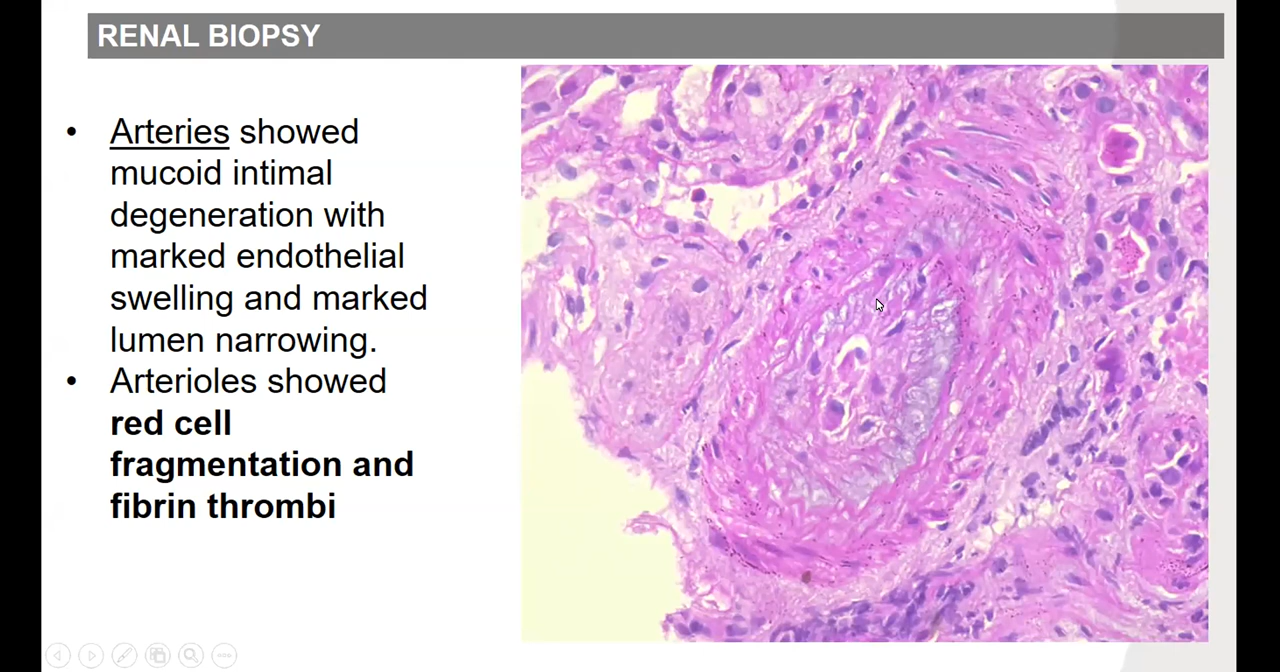 RENAL BIOPSY
• Arteries showed
mucoid intimal
degeneration with
marked endothelial
swelling and marked
lumen narrowing.
• Arterioles showed
red cell
fragmentation and
fibrin thrombi